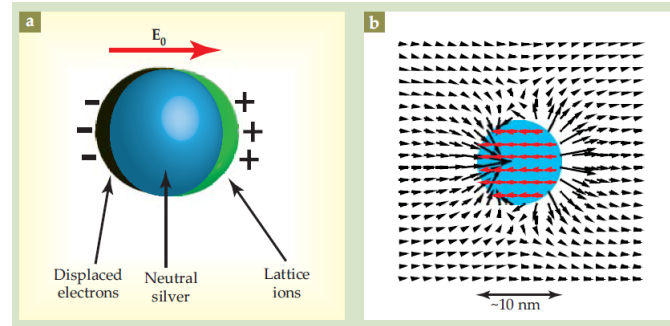 a
E0
- +
- +
- +
Displaced
electrons
Neutral
silver
Lattice
ions
b
~10 nm